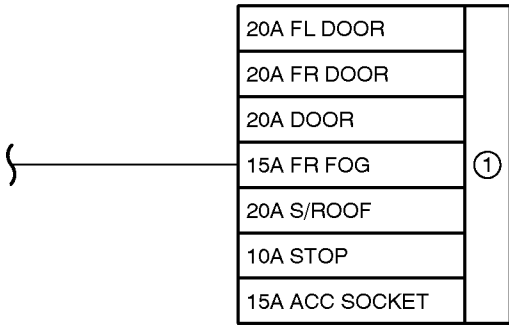 20A FL DOOR
20A FR DOOR
20A DOOR
15A FR FOG
①
20A S/ROOF
10A STOP
15A ACC SOCKET